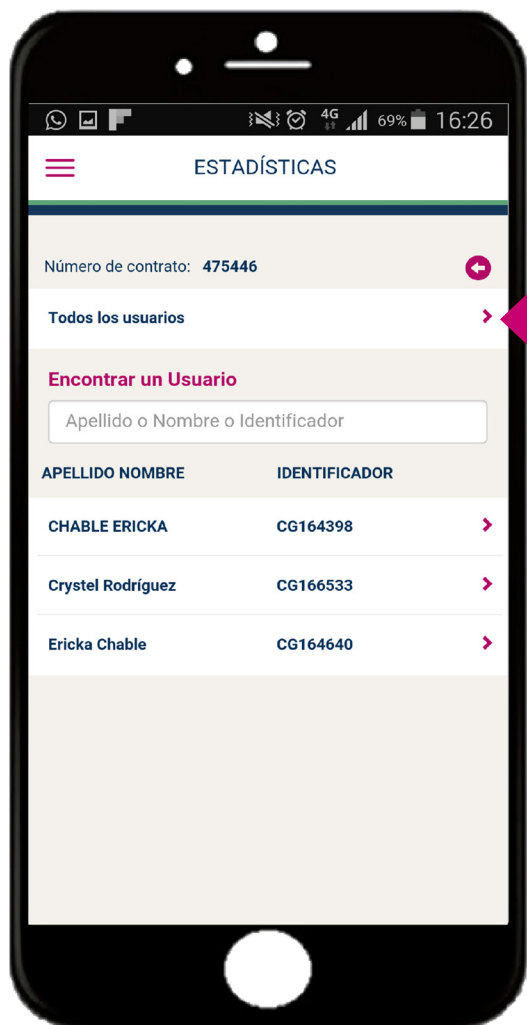 4G 69% 16:26
ESTADÍSTICAS
Número de contrato: 475446
Todos los usuarios
Encontrar un Usuario
Apellido o Nombre o Identificador
APELLIDO NOMBRE IDENTIFICADOR
CHABLE ERICKA CG164398
Crystel Rodríguez CG166533
Ericka Chable CG164640